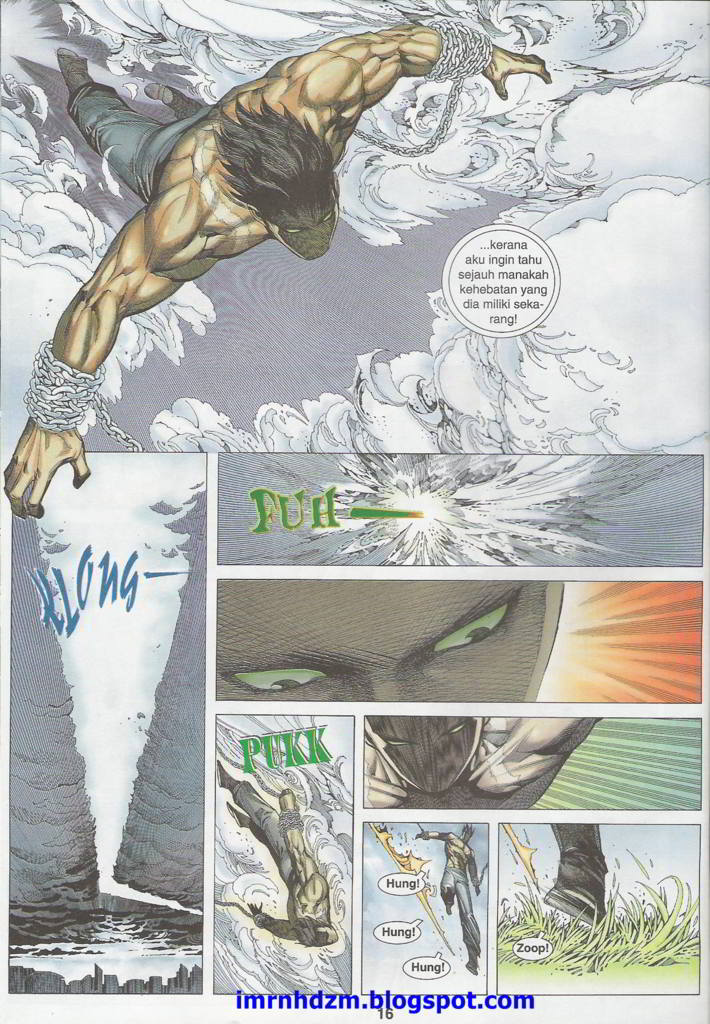 ...kerana
aku ingin tahu
sejauh manakah
kehebatan yang
dia miliki seka-
rang!
KLONG—
FUH
PUKK
Hung!
Hung!
Hung!
Zoop!
imrnhdzm.blogspot.com
16